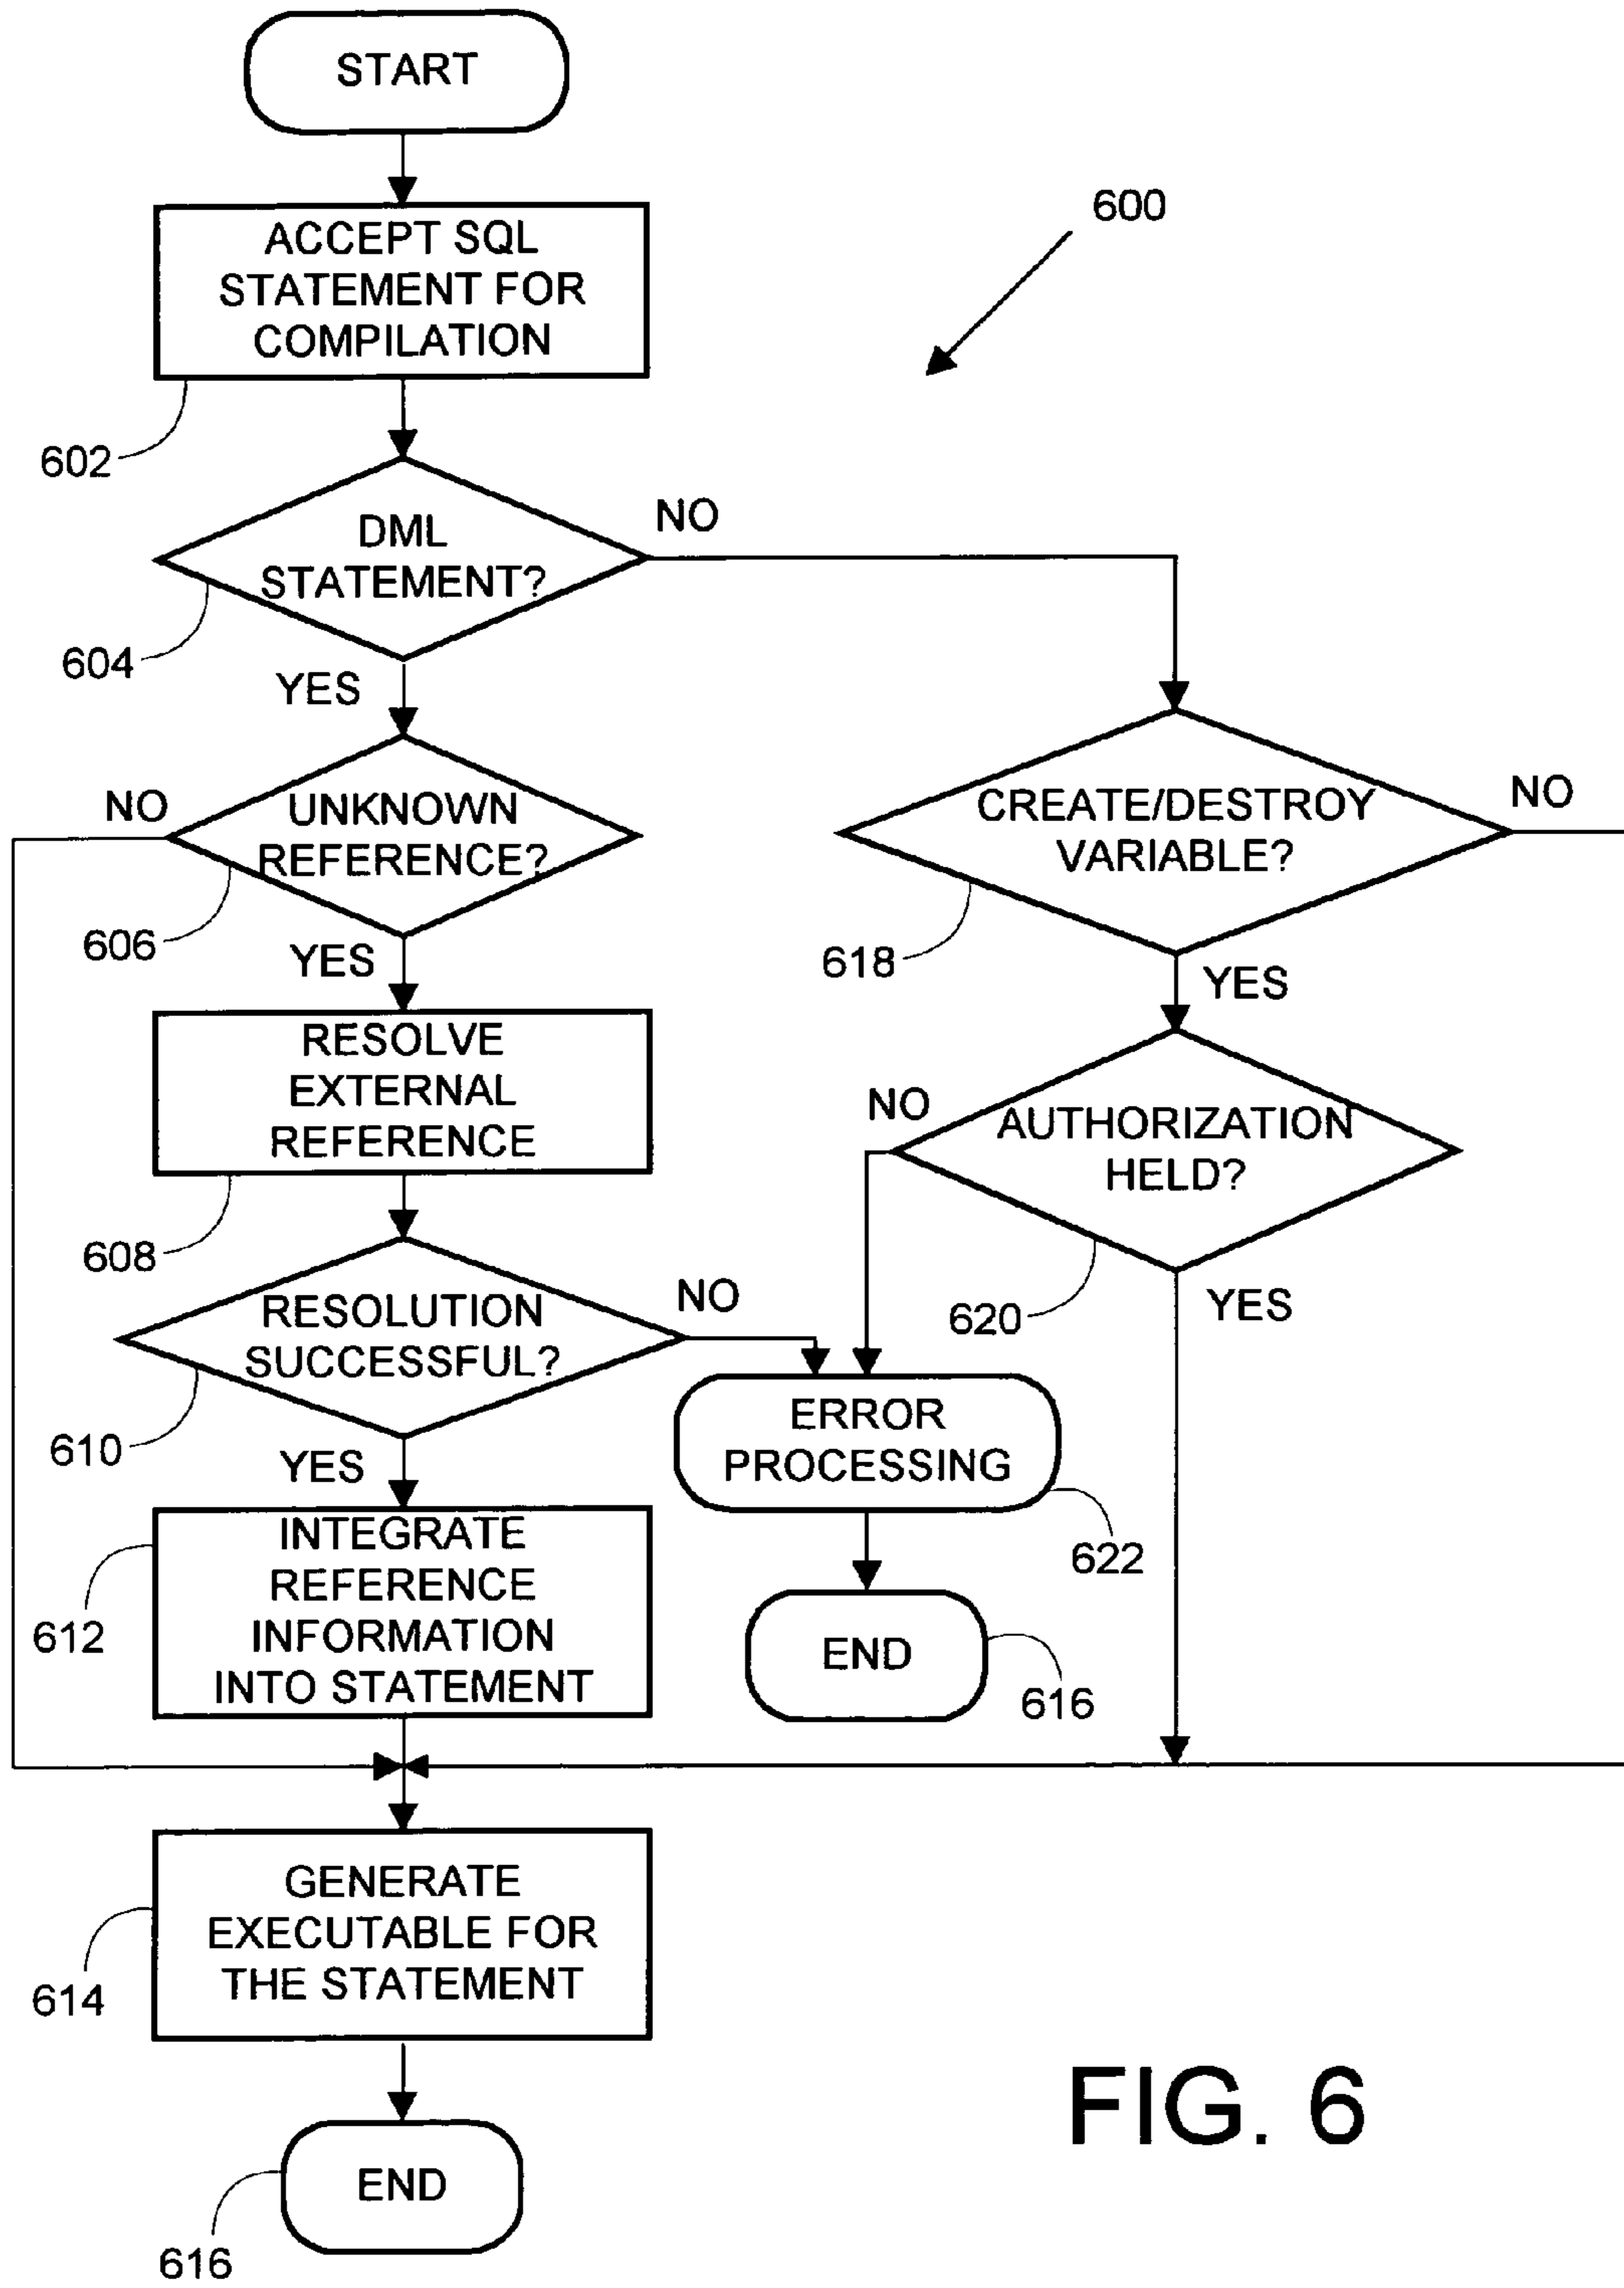 START
600
ACCEPT SQL
STATEMENT FOR
COMPILATION
602
DML
STATEMENT?
NO
604
YES
UNKNOWN
REFERENCE?
NO
606
YES
CREATE/DESTROY
VARIABLE?
NO
618
YES
RESOLVE
EXTERNAL
REFERENCE
608
AUTHORIZATION
HELD?
NO
620
YES
RESOLUTION
SUCCESSFUL?
NO
610
YES
ERROR
PROCESSING
622
INTEGRATE
REFERENCE
INFORMATION
INTO STATEMENT
612
END
616
GENERATE
EXECUTABLE FOR
THE STATEMENT
614
END
616
FIG. 6